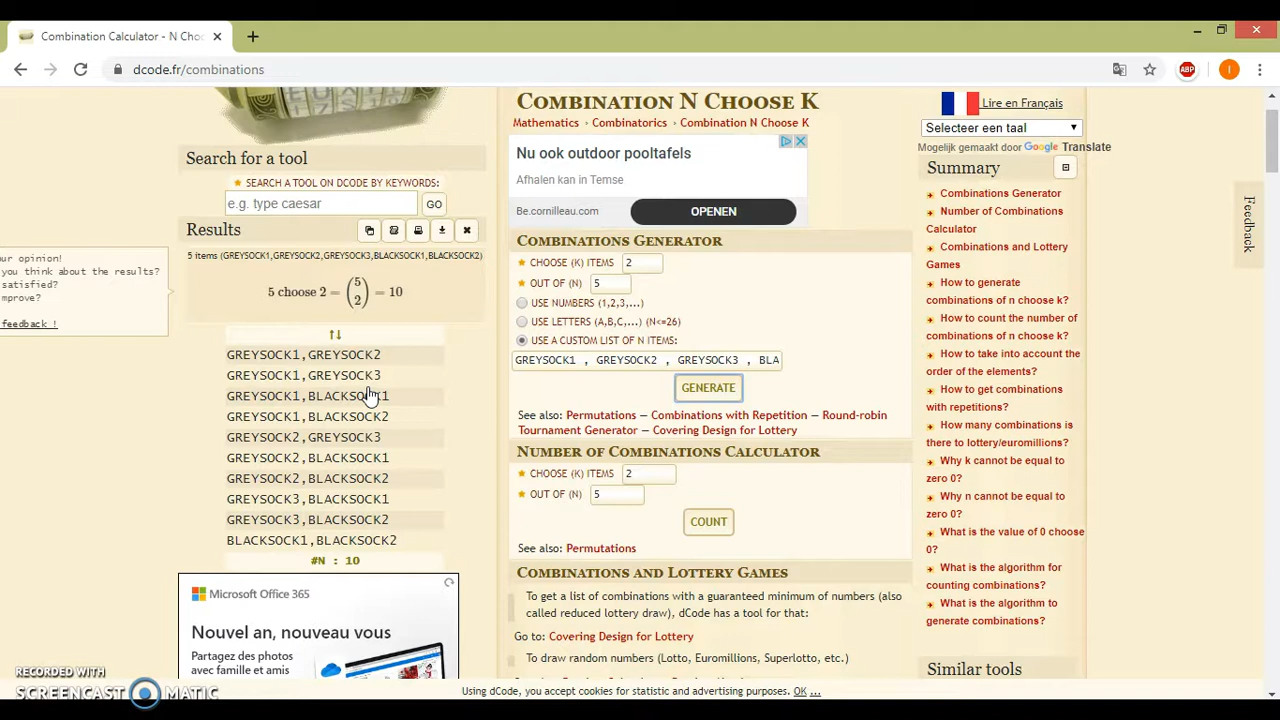 Combination Calculator - N Choo
dcode.fr/combinations
ABP
I
Search for a tool
SEARCH A TOOL ON DCODE BY KEYWORDS:
e.g. type caesar
GO
Results
5 items (GREYSOCK1,GREYSOCK2,GREYSOCK3,BLACKSOCK1,BLACKSOCK2)
5 choose 2 = (5 2) = 10
ur opinion!
you think about the results?
satisfied?
mprove?
feedback !
GREYSOCK1,GREYSOCK2
GREYSOCK1,GREYSOCK3
GREYSOCK1,BLACKSOCK1
GREYSOCK1,BLACKSOCK2
GREYSOCK2,GREYSOCK3
GREYSOCK2,BLACKSOCK1
GREYSOCK2,BLACKSOCK2
GREYSOCK3,BLACKSOCK1
GREYSOCK3,BLACKSOCK2
BLACKSOCK1,BLACKSOCK2
#N : 10
Microsoft Office 365
Nouvel an, nouveau vous
Partagez des photos
avec famille et amis
COMBINATION N CHOOSE K
Mathematics — Combinatorics — Combination N Choose K
Nu ook outdoor pooltafels
Afhalen kan in Temse
Be.cornilleau.com
OPENEN
COMBINATIONS GENERATOR
CHOOSE (K) ITEMS 2
OUT OF (N) 5
USE NUMBERS (1,2,3,...)
USE LETTERS (A,B,C,...) (N<=26)
USE A CUSTOM LIST OF N ITEMS:
GREYSOCK1 , GREYSOCK2 , GREYSOCK3 , BLA
GENERATE
See also: Permutations — Combinations with Repetition — Round-robin
Tournament Generator — Covering Design for Lottery
NUMBER OF COMBINATIONS CALCULATOR
CHOOSE (K) ITEMS 2
OUT OF (N) 5
COUNT
See also: Permutations
COMBINATIONS AND LOTTERY GAMES
To get a list of combinations with a guaranteed minimum of numbers (also
called reduced lottery draw), dCode has a tool for that:
Go to: Covering Design for Lottery
To draw random numbers (Lotto, Euromillions, Superlotto, etc.)
Lire en Français
Selecteer een taal
Mogelijk gemaakt door Google Translate
Summary
Combinations Generator
Number of Combinations
Calculator
Combinations and Lottery
Games
How to generate
combinations of n choose k?
How to count the number
of combinations of n choose k?
How to take into account the
order of the elements?
How to get combinations
with repetitions?
How many combinations is
there to lottery/euromillions?
Why k cannot be equal to
zero 0?
Why n cannot be equal to
zero 0?
What is the value of 0 choose
0?
What is the algorithm for
counting combinations?
What is the algorithm to
generate combinations?
Similar tools
Feedback
Using dCode, you accept cookies for statistic and advertising purposes. OK ...
RECORDED WITH
SCREENCAST MATIC